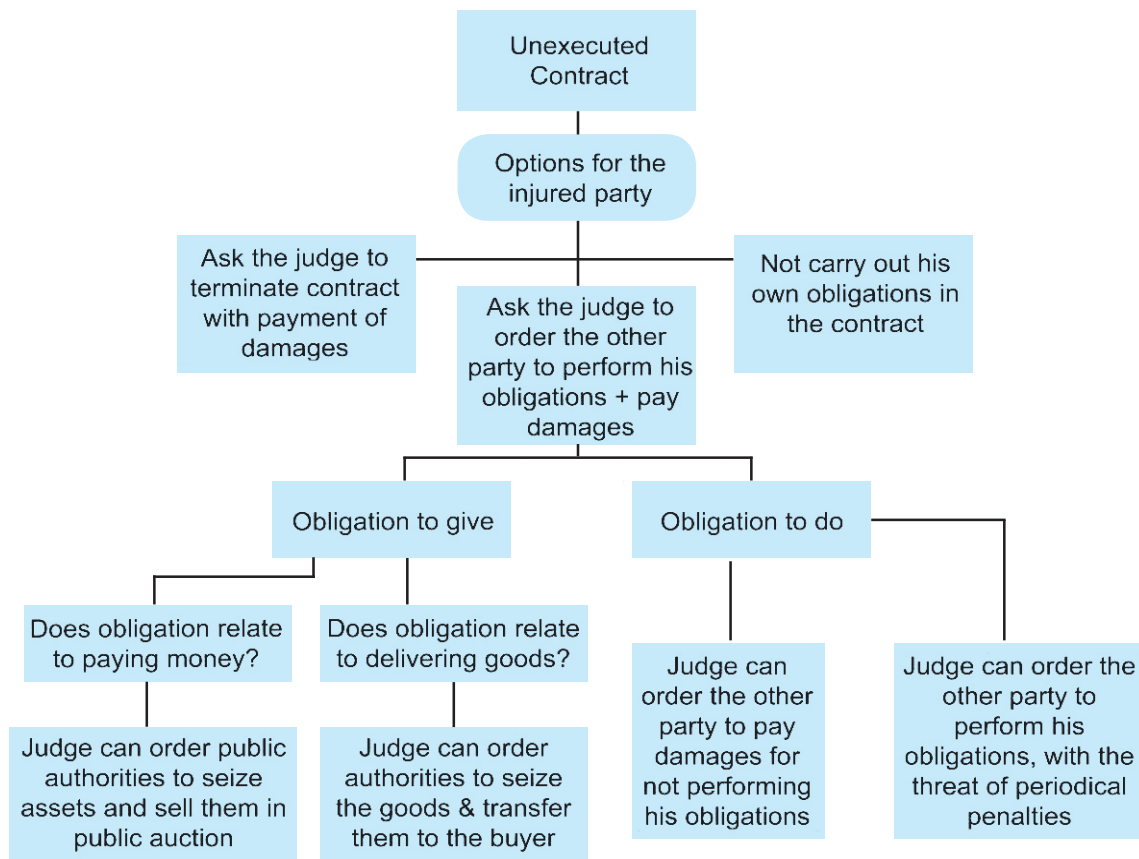 Unexecuted
Contract
Options for the
injured party
Ask the judge to
terminate contract
with payment of
damages
Ask the judge to
order the other
party to perform his
obligations + pay
damages
Not carry out his
own obligations in
the contract
Obligation to give
Obligation to do
Does obligation relate
to paying money?
Does obligation relate
to delivering goods?
Judge can order public
authorities to seize
assets and sell them in
public auction
Judge can order
authorities to seize
the goods & transfer
them to the buyer
Judge can
order the other
party to pay
damages for
not performing
his obligations
Judge can order the
other party to
perform his
obligations, with the
threat of periodical
penalties